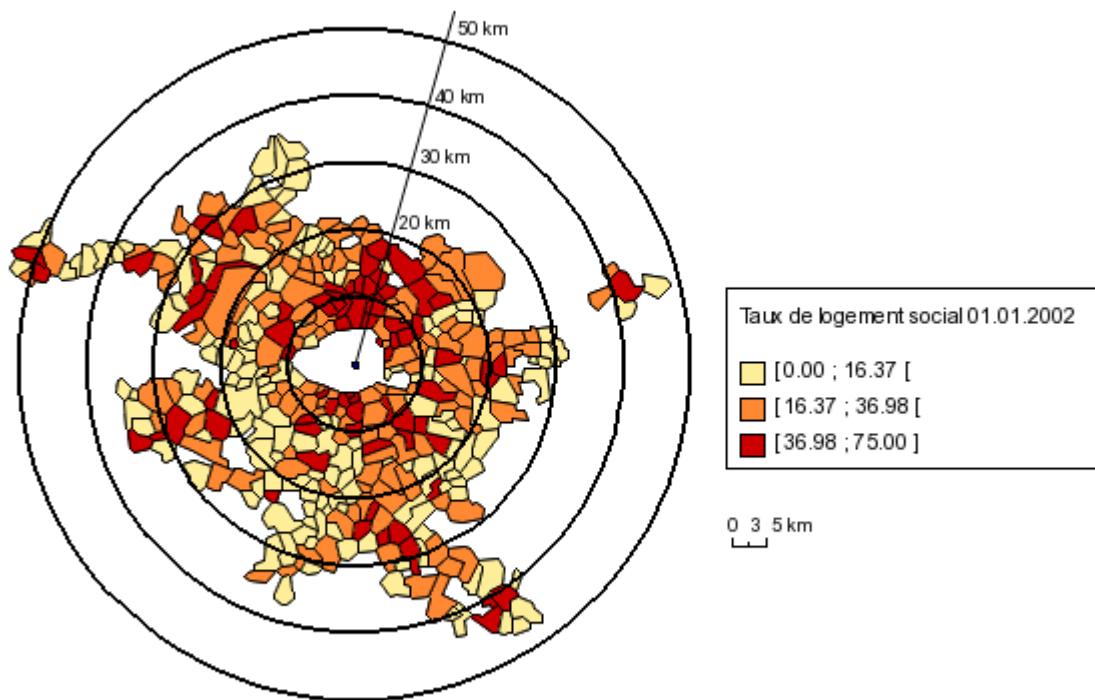 50 km
40 km
30 km
20 km
Taux de logement social 01.01.2002
[0.00 ; 16.37 [
[16.37 ; 36.98 [
[36.98 ; 75.00 ]
0 3 5 km